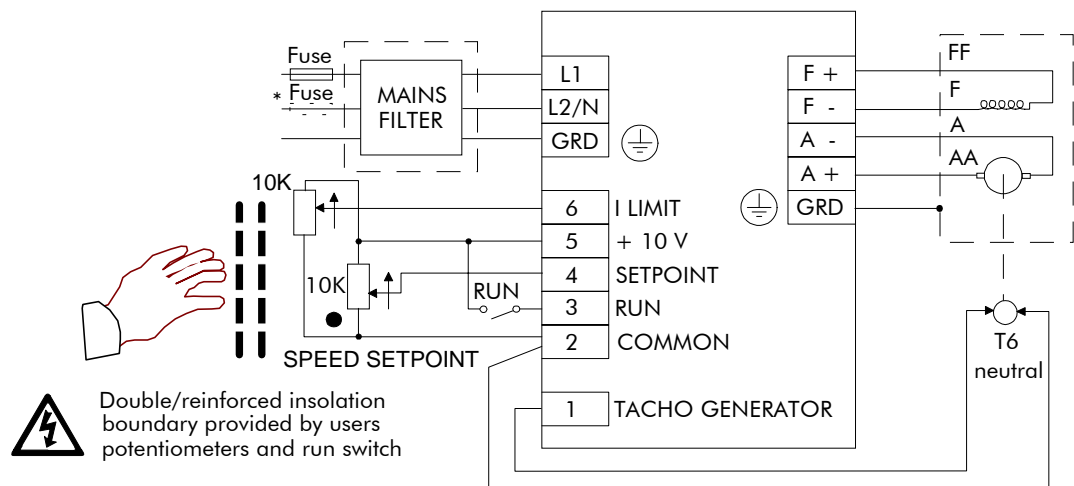 Fuse
* Fuse
MAINS
FILTER
L1
L2/N
GRD
F +
F -
A -
A +
GRD
FF
F
A
AA
10K
10K
RUN
SPEED SETPOINT
6 I LIMIT
5 + 10 V
4 SETPOINT
3 RUN
2 COMMON
1 TACHO GENERATOR
T6
neutral
Double/reinforced insolation
boundary provided by users
potentiometers and run switch